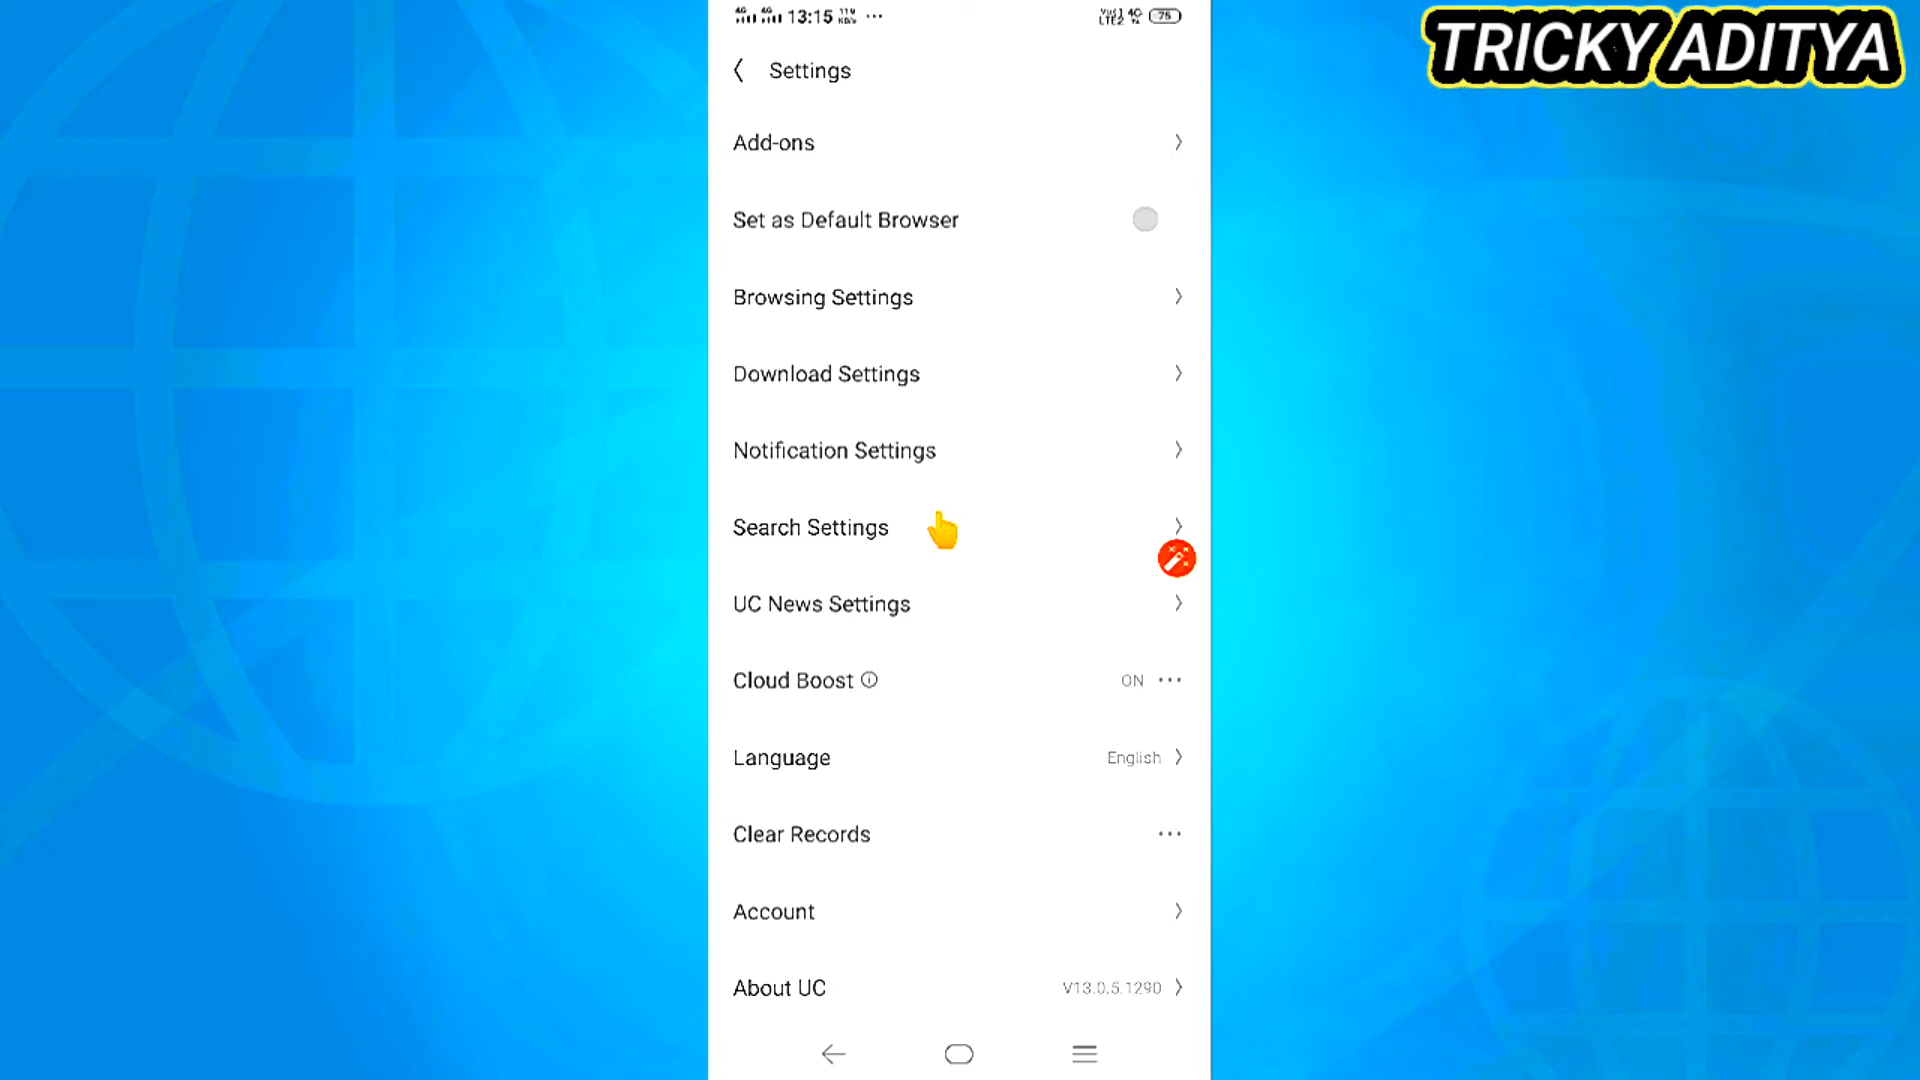 TRICKY ADITYA
13:15
75
Settings
Add-ons
Set as Default Browser
Browsing Settings
Download Settings
Notification Settings
Search Settings
UC News Settings
Cloud Boost
ON
Language
English
Clear Records
Account
About UC
V13.0.5.1290